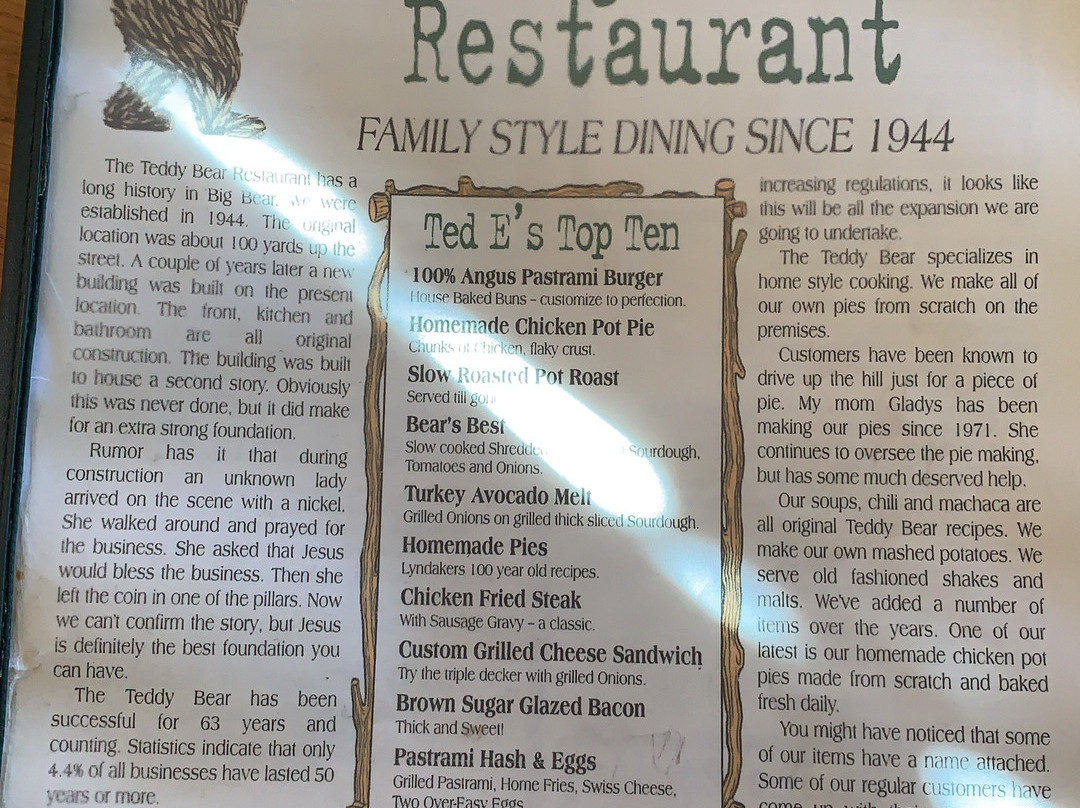 Restaurant
FAMILY STYLE DINING SINCE 1944
The Teddy Bear Restaurant has a
long history in Big Bear. We were
established in 1944. The original
location was about 100 yards up the
street. A couple of years later a new
building was built on the present
location. The front, kitchen and
bathroom are all original
construction. The building was built
to house a second story. Obviously
this was never done, but it did make
for an extra strong foundation.
Rumor has it that during
construction an unknown lady
arrived on the scene with a nickel.
She walked around and prayed for
the business. She asked that Jesus
would bless the business. Then she
left the coin in one of the pillars. Now
we can't confirm the story, but Jesus
is definitely the best foundation you
can have.
The Teddy Bear has been
successful for 63 years and
counting. Statistics indicate that only
4.4% of all businesses have lasted 50
years or more.
Ted E's Top Ten
100% Angus Pastrami Burger
House Baked Buns – customize to perfection.
Homemade Chicken Pot Pie
Chunks of Chicken, flaky crust.
Slow Roasted Pot Roast
Served till gone
Bear's Best
Slow cooked Shredded Sourdough,
Tomatoes and Onions.
Turkey Avocado Melt
Grilled Onions on grilled thick sliced Sourdough.
Homemade Pies
Lyndakers 100 year old recipes.
Chicken Fried Steak
With Sausage Gravy – a classic.
Custom Grilled Cheese Sandwich
Try the triple decker with grilled Onions.
Brown Sugar Glazed Bacon
Thick and Sweet!
Pastrami Hash & Eggs
Grilled Pastrami, Home Fries, Swiss Cheese,
Two Over-Easy Eggs
increasing regulations, it looks like
this will be all the expansion we are
going to undertake.
The Teddy Bear specializes in
home style cooking. We make all of
our own pies from scratch on the
premises.
Customers have been known to
drive up the hill just for a piece of
pie. My mom Gladys has been
making our pies since 1971. She
continues to oversee the pie making,
but has some much deserved help.
Our soups, chili and machaca are
all original Teddy Bear recipes. We
make our own mashed potatoes. We
serve old fashioned shakes and
malts. We've added a number of
items over the years. One of our
latest is our homemade chicken pot
pies made from scratch and baked
fresh daily.
You might have noticed that some
of our items have a name attached.
Some of our regular customers have
come up with